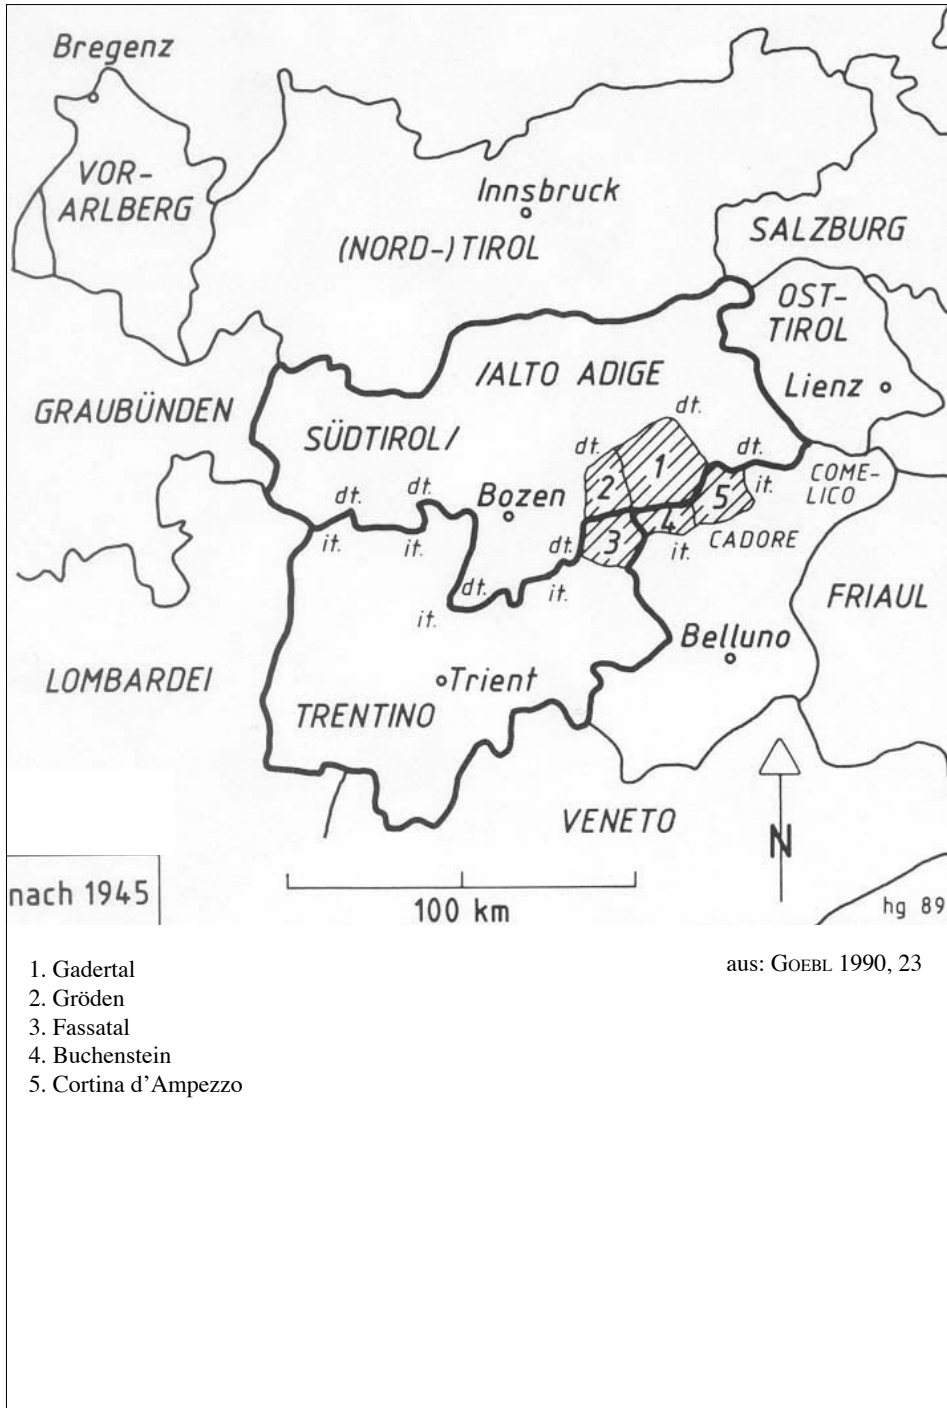 Bregenz
VOR-
ARLBERG
Innsbruck
(NORD-)TIROL
SALZBURG
OST-
TIROL
Lienz
GRAUBÜNDEN
/ALTO ADIGE
SÜDTIROL/
dt.
dt.
dt.
1
2
dt.
dt.
Bozen
5
it.
COME-
LICO
it.
it.
dt.
3
4
it.
CADORE
dt.
it.
it.
FRIAUL
Belluno
LOMBARDEI
Trient
TRENTINO
VENETO
N
nach 1945
100 km
hg 89
aus: GOEBL 1990, 23
1. Gadertal
2. Gröden
3. Fassatal
4. Buchenstein
5. Cortina d’Ampezzo